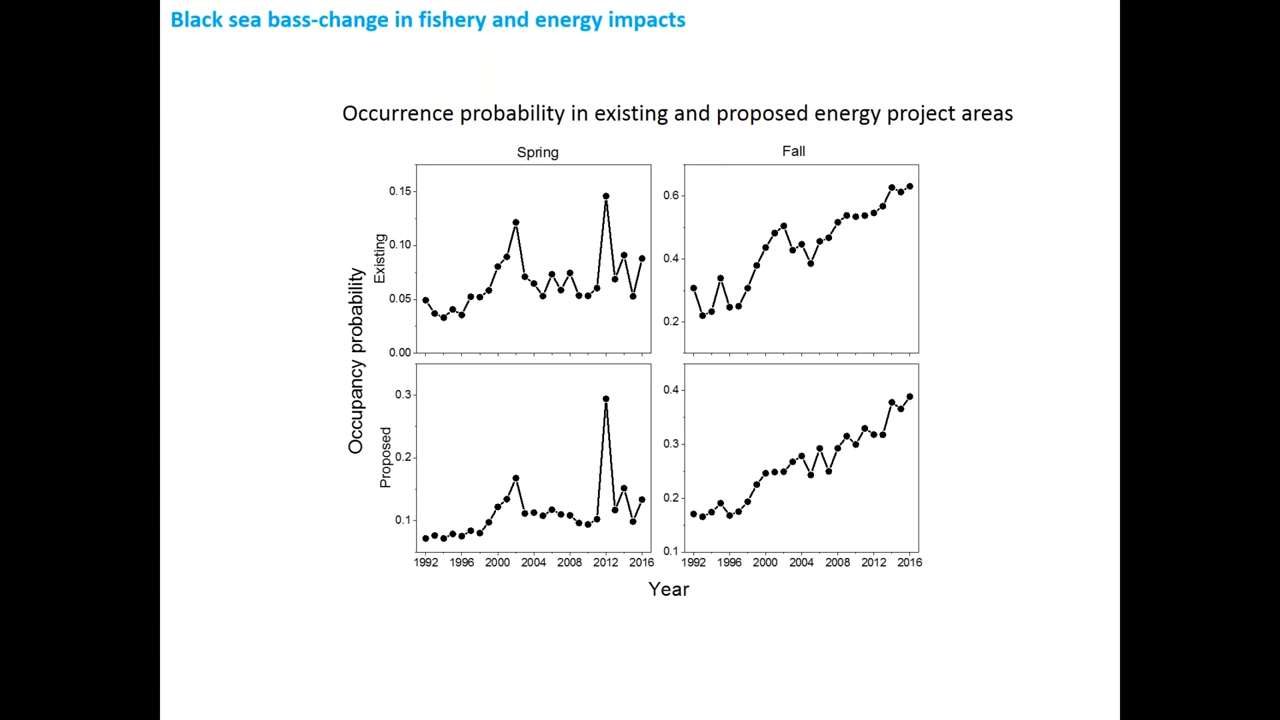 Black sea bass-change in fishery and energy impacts
Occurrence probability in existing and proposed energy project areas
Spring
Fall
Occupancy probability
Existing
0.15
0.10
0.05
0.00
0.6
0.4
0.2
Proposed
0.3
0.2
0.1
0.4
0.3
0.2
0.1
1992 1996 2000 2004 2008 2012 2016
1992 1996 2000 2004 2008 2012 2016
Year